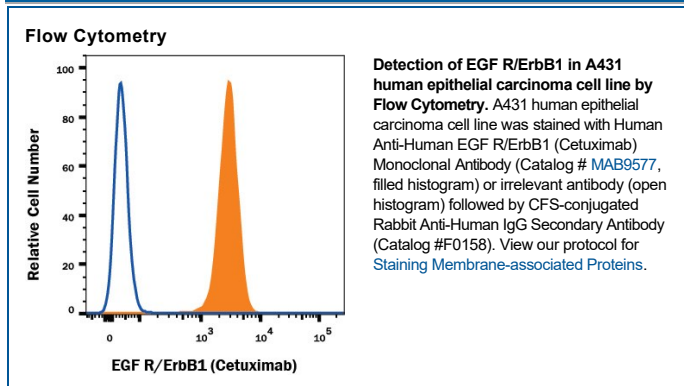 Flow Cytometry
100
80
60
40
20
0
Relative Cell Number
0
10³
10⁴
10⁵
EGF R/ErbB1 (Cetuximab)
Detection of EGF R/ErbB1 in A431
human epithelial carcinoma cell line by
Flow Cytometry. A431 human epithelial
carcinoma cell line was stained with Human
Anti-Human EGF R/ErbB1 (Cetuximab)
Monoclonal Antibody (Catalog # MAB9577,
filled histogram) or irrelevant antibody (open
histogram) followed by CFS-conjugated
Rabbit Anti-Human IgG Secondary Antibody
(Catalog #F0158). View our protocol for
Staining Membrane-associated Proteins.